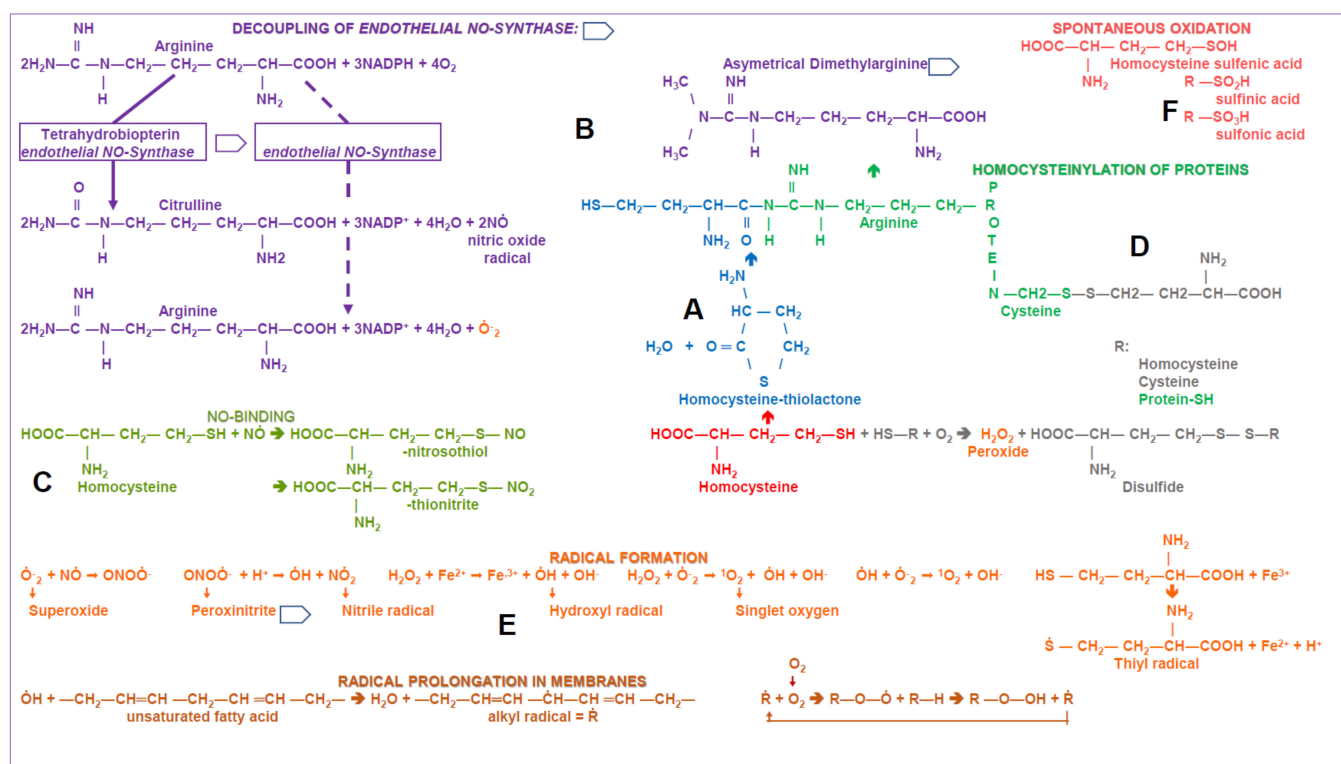 DECOUPLING OF ENDOTHELIAL NO-SYNTHASE:
NH
Arginine
2H₂N—C—N—CH₂—CH₂—CH₂—CH—COOH + 3NADPH + 4O₂
H
NH₂
Tetrahydrobiopterin
endothelial NO-Synthase
endothelial NO-Synthase
O
Citrulline
2H₂N—C—N—CH₂—CH₂—CH₂—CH—COOH + 3NADP⁺ + 4H₂O + 2NȮ
H
NH2
nitric oxide
radical
NH
Arginine
2H₂N—C—N—CH₂—CH₂—CH₂—CH—COOH + 3NADP⁺ + 4H₂O + Ȯ⁻₂
H
NH₂
B
Asymetrical Dimethylarginine
H₃C
NH
N—C—N—CH₂—CH₂—CH₂—CH—COOH
H₃C
H
NH₂
SPONTANEOUS OXIDATION
HOOC—CH—CH₂—CH₂—SOH
Homocysteine sulfenic acid
NH₂
R —SO₂H
sulfinic acid
F
R —SO₃H
sulfonic acid
HOMOCYSTEINYLATION OF PROTEINS
NH
HS—CH₂—CH₂—CH—C—N—C—N—CH₂—CH₂—CH₂—
Arginine
NH₂ O H H
PROTEIN
D
NH₂
N—CH2—S—S—CH₂—CH2—CH—COOH
Cysteine
A
H₂N
HC — CH₂
H₂O + O=C CH₂
S
Homocysteine-thiolactone
R:
Homocysteine
Cysteine
Protein-SH
HOOC—CH— CH₂— CH₂—SH + HS—R + O₂ ➔ H₂O₂ + HOOC—CH— CH₂— CH₂—S— S—R
Peroxide
NH₂
Homocysteine
NH₂
Disulfide
NO-BINDING
HOOC—CH— CH₂— CH₂—SH + NȮ ➔ HOOC—CH— CH₂—CH₂—S— NO
-nitrosothiol
C
NH₂
Homocysteine
NH₂
➔ HOOC—CH— CH₂— CH₂—S— NO₂
-thionitrite
NH₂
RADICAL FORMATION
Ȯ⁻₂ + NȮ → ONOȮ⁻
ONOȮ⁻ + H⁺ → ȮH + NȮ₂
H₂O₂ + Fe²⁺ → Fe,³⁺ + ȮH + OH⁻
H₂O₂ + Ȯ⁻₂ → ¹O₂ + ȮH + OH⁻
ȮH + Ȯ⁻₂ → ¹O₂ + OH⁻
Superoxide
Peroxinitrite
Nitrile radical
Hydroxyl radical
Singlet oxygen
E
NH₂
HS — CH₂—CH₂—CH—COOH + Fe³⁺
NH₂
Ṡ — CH₂—CH₂—CH—COOH + Fe²⁺ + H⁺
Thiyl radical
RADICAL PROLONGATION IN MEMBRANES
ȮH + —CH₂—CH=CH —CH₂—CH =CH—CH₂— ➔ H₂O + —CH₂—CH=CH —ĊH—CH =CH —CH₂—
unsaturated fatty acid
alkyl radical = Ṙ
O₂
Ṙ + O₂ ➔ R—O—Ȯ + R—H ➔ R —O—OH + Ṙ